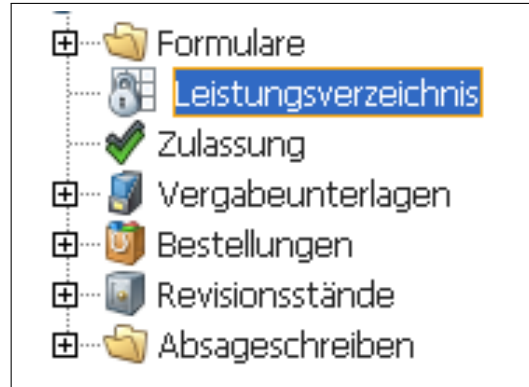 Formulare
Leistungsverzeichnis
Zulassung
Vergabeunterlagen
Bestellungen
Revisionsstände
Absageschreiben